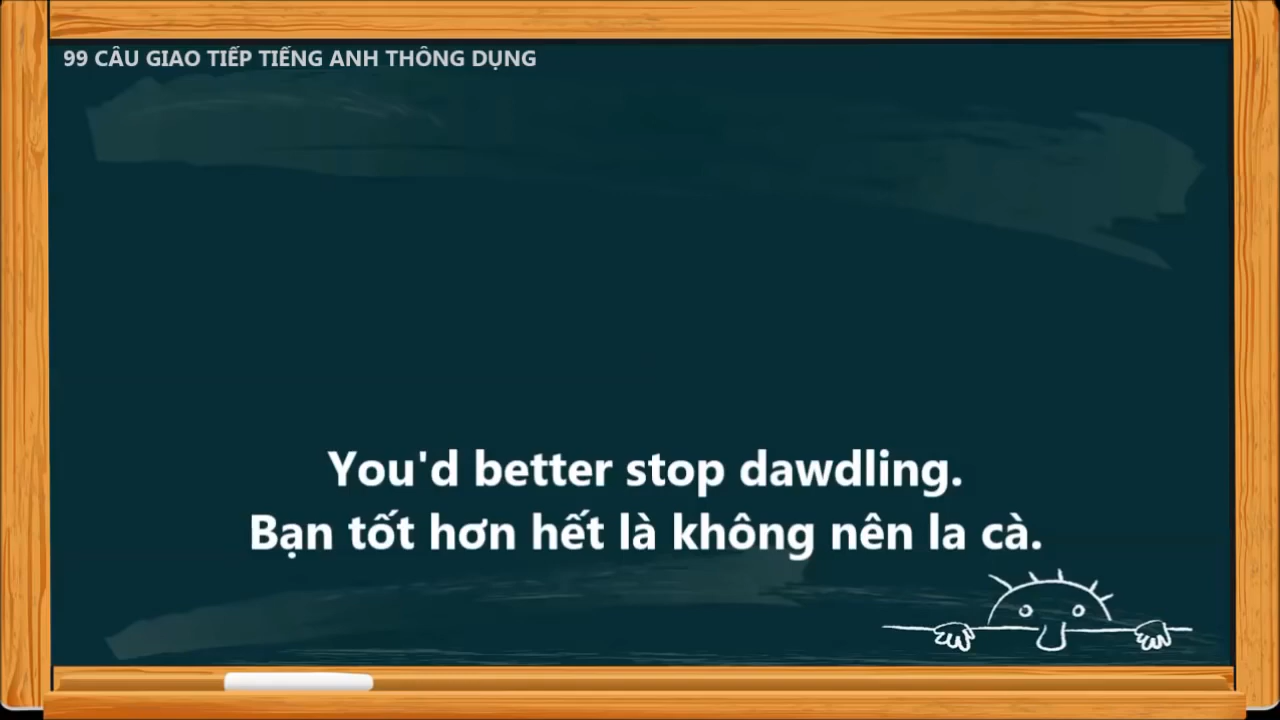 99 CÂU GIAO TIẾP TIẾNG ANH THÔNG DỤNG
You'd better stop dawdling.
Bạn tốt hơn hết là không nên la cà.